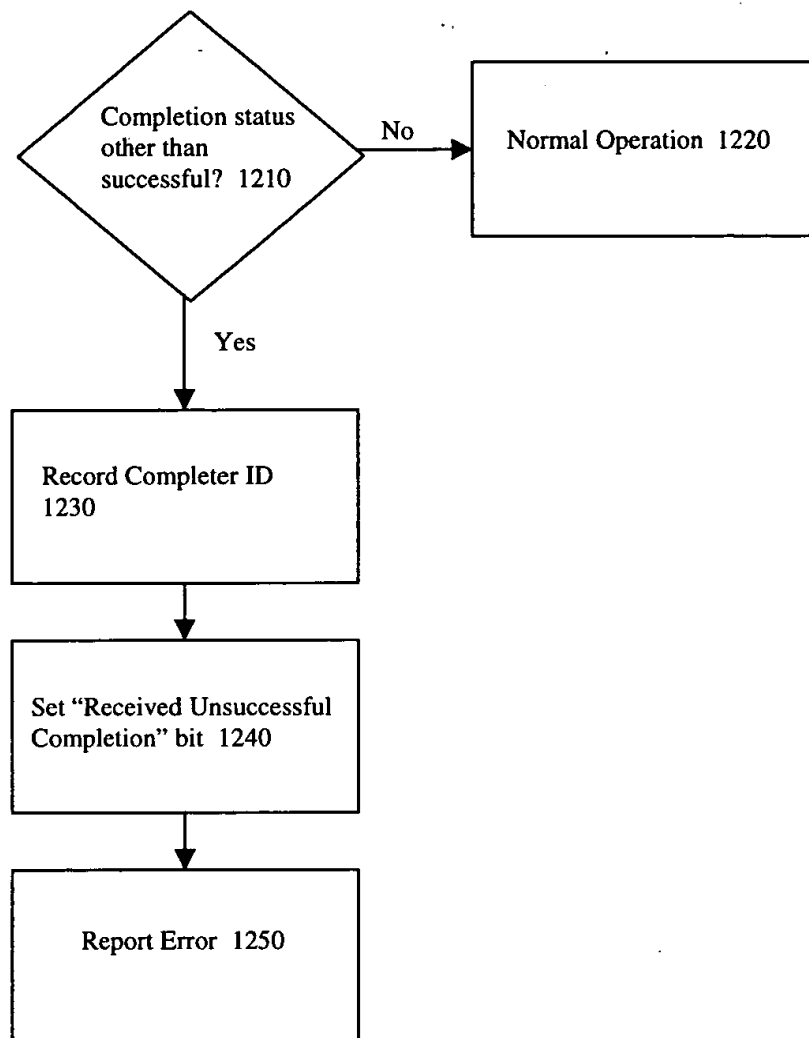 Completion status
other than
successful? 1210
No
Normal Operation 1220
Yes
Record Completer ID
1230
Set “Received Unsuccessful
Completion” bit 1240
Report Error 1250